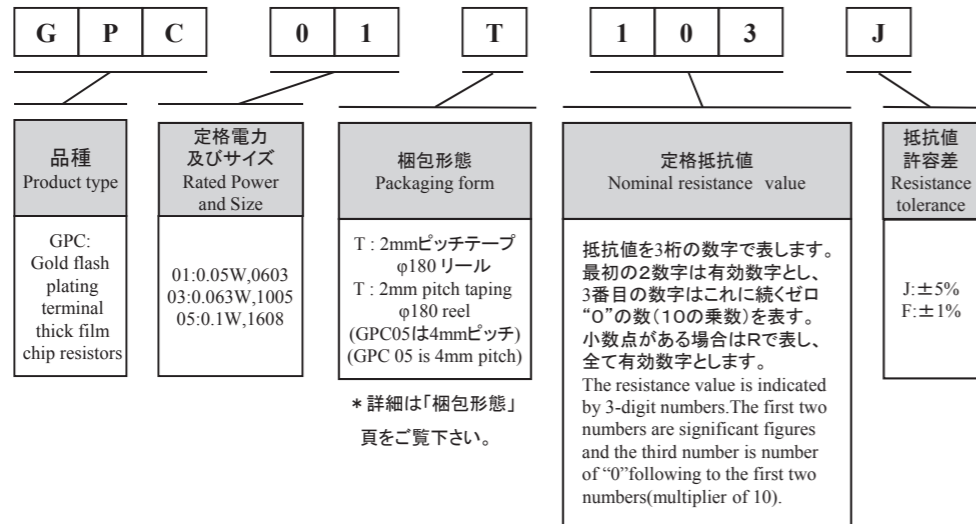 G P C 0 1 T 1 0 3 J
品種
Product type
GPC:
Gold flash
plating
terminal
thick film
chip resistors
定格電力
及びサイズ
Rated Power
and Size
01:0.05W,0603
03:0.063W,1005
05:0.1W,1608
梱包形態
Packaging form
T : 2mmピッチテープ
φ180 リール
T : 2mm pitch taping
φ180 reel
(GPC05は4mmピッチ)
(GPC 05 is 4mm pitch)
＊詳細は「梱包形態」
頁をご覧下さい。
定格抵抗値
Nominal resistance value
抵抗値を3桁の数字で表します。
最初の２数字は有効数字とし、
3番目の数字はこれに続くゼロ
“0”の数（10の乗数）を表す。
小数点がある場合はRで表し、
全て有効数字とします。
The resistance value is indicated
by 3-digit numbers.The first two
numbers are significant figures
and the third number is number
of “0”following to the first two
numbers(multiplier of 10).
抵抗値
許容差
Resistance
tolerance
J:±5%
F:±1%